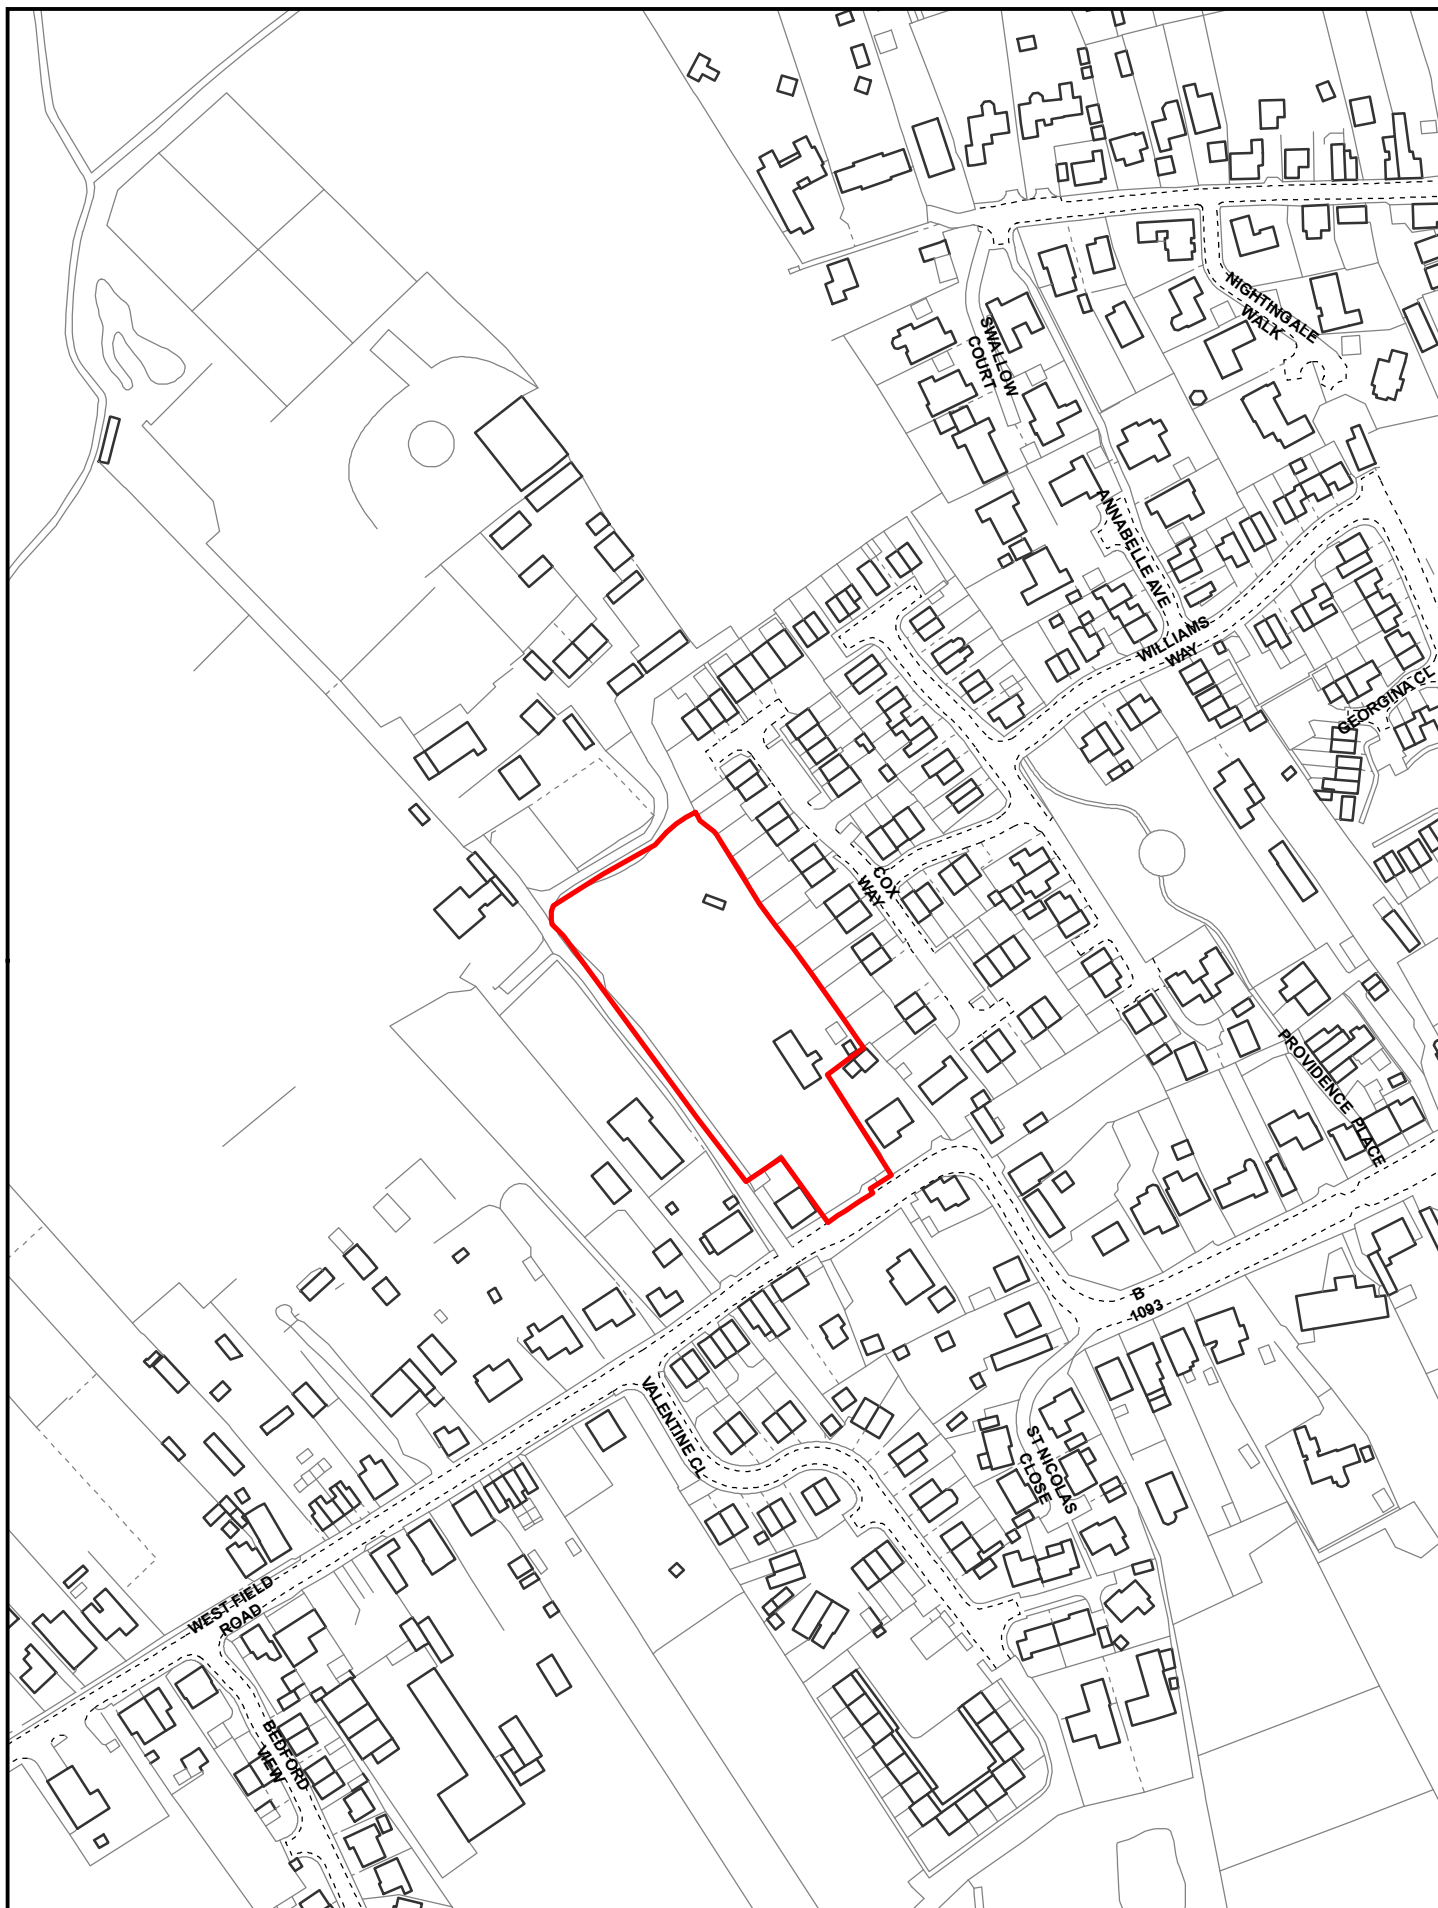 NIGHTINGALE
WALK
SWALLOW
COURT
ANNABELLE AVE
WILLIAMS
WAY
GEORGINA CL
COX
WAY
PROVIDENCE PLACE
B
1093
VALENTINE CL
ST NICOLAS
CLOSE
WEST FIELD
ROAD
BEDFORD
VIEW